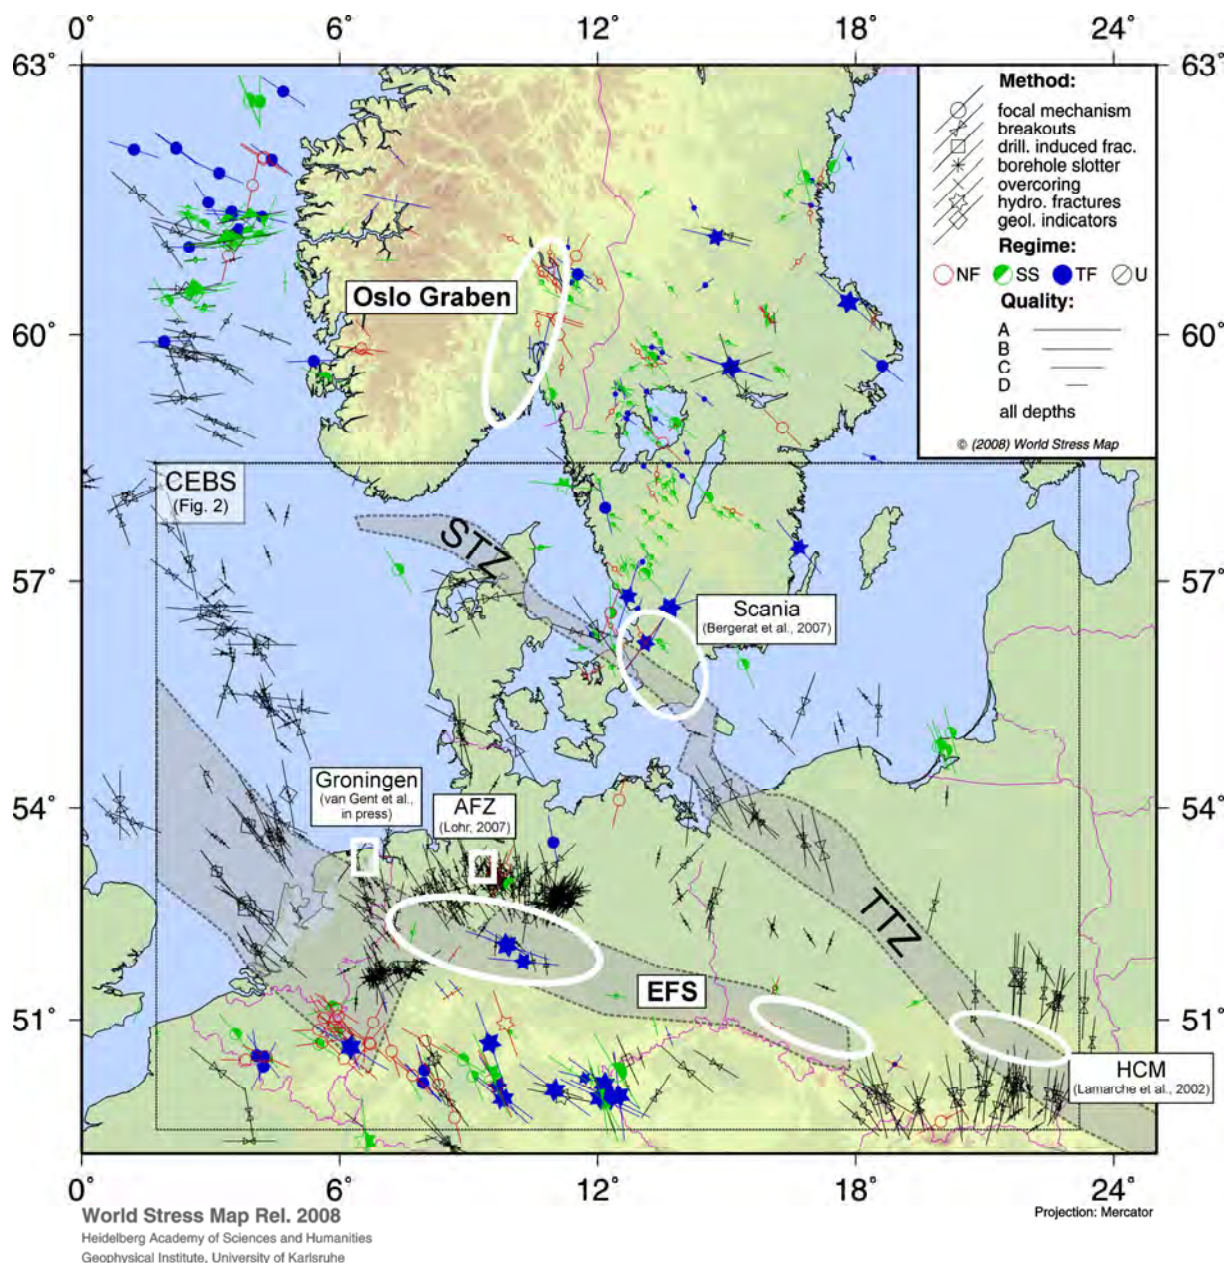 0° 6° 12° 18° 24°
63° 63°
Method:
focal mechanism
breakouts
drill. induced frac.
borehole slotter
overcoring
hydro. fractures
geol. indicators
Regime:
NF SS TF U
Quality:
A
B
C
D
all depths
© (2008) World Stress Map
Oslo Graben
60° 60°
CEBS
(Fig. 2)
STZ
57° 57°
Scania
(Bergerat et al., 2007)
Groningen
(van Gent et al.,
in press)
AFZ
(Lohr, 2007)
54° 54°
TTZ
EFS
51° 51°
HCM
(Lamarche et al., 2002)
0° 6° 12° 18° 24°
World Stress Map Rel. 2008
Projection: Mercator
Heidelberg Academy of Sciences and Humanities
Geophysical Institute, University of Karlsruhe